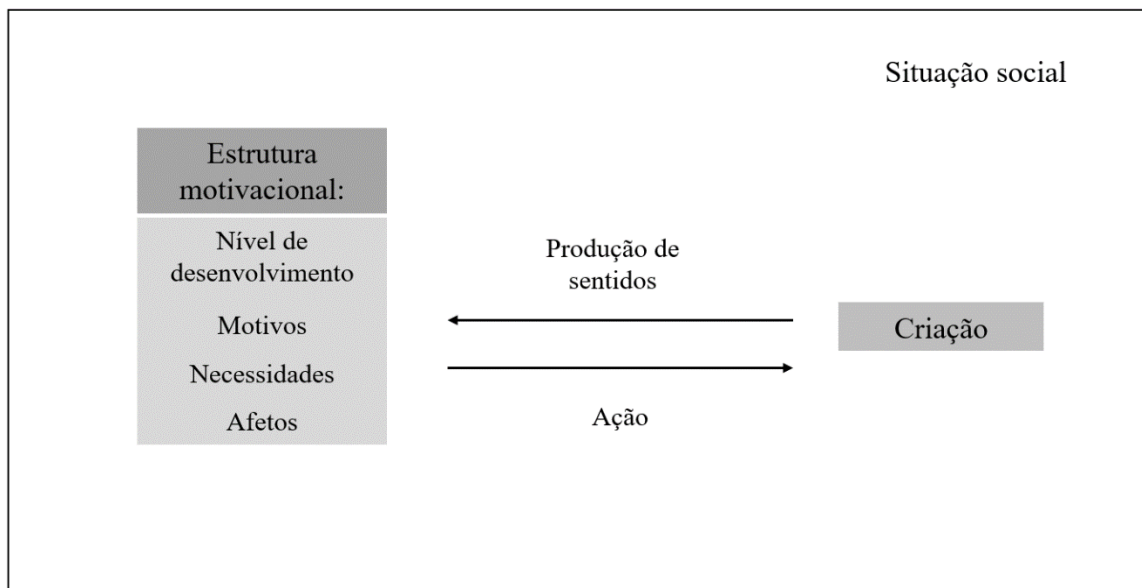 Situação social
Estrutura
motivacional:
Nível de
desenvolvimento
Motivos
Necessidades
Afetos
Produção de
sentidos
Ação
Criação